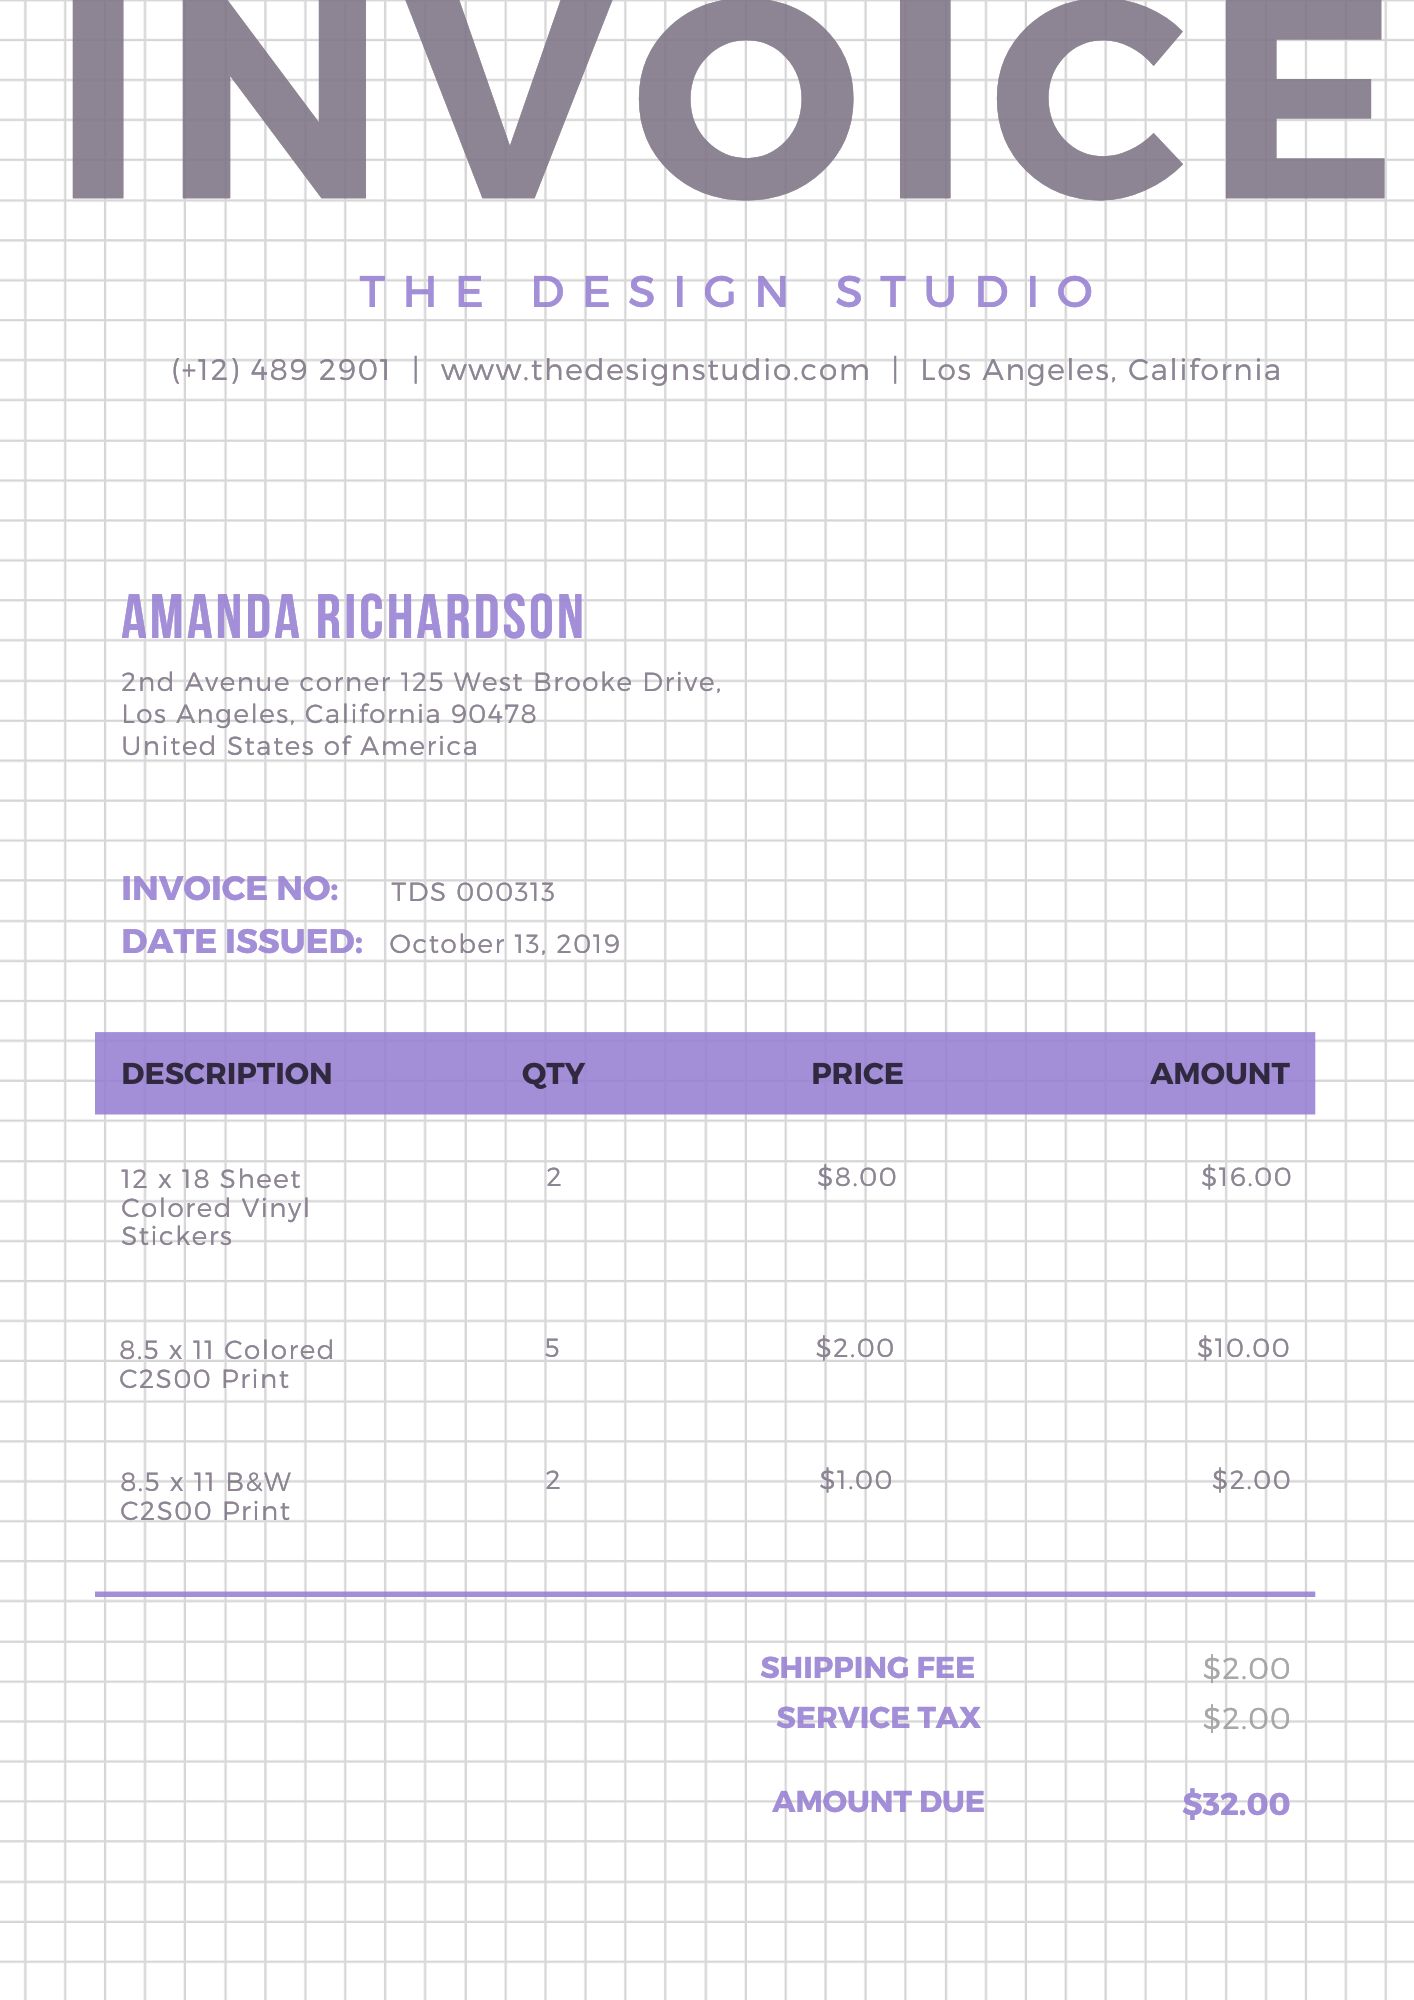 INVOICE
THE DESIGN STUDIO
(+12) 489 2901 | www.thedesignstudio.com | Los Angeles, California
AMANDA RICHARDSON
2nd Avenue corner 125 West Brooke Drive,
Los Angeles, California 90478
United States of America
INVOICE NO: TDS 000313
DATE ISSUED: October 13, 2019
DESCRIPTION QTY PRICE AMOUNT
12 x 18 Sheet 2 $8.00 $16.00
Colored Vinyl
Stickers
8.5 x 11 Colored 5 $2.00 $10.00
C2S00 Print
8.5 x 11 B&W 2 $1.00 $2.00
C2S00 Print
SHIPPING FEE $2.00
SERVICE TAX $2.00
AMOUNT DUE $32.00